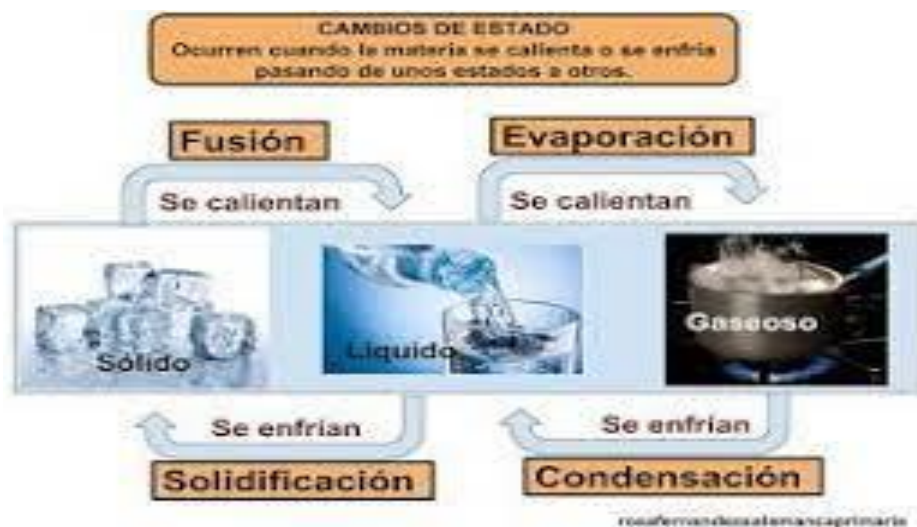 CAMBIOS DE ESTADO
Ocurren cuando la materia se calienta o se enfria
pasando de unos estados a otros.
Fusión
Evaporación
Se calientan
Se calientan
Sólido
Líquido
Gaseoso
Se enfrían
Se enfrían
Solidificación
Condensación